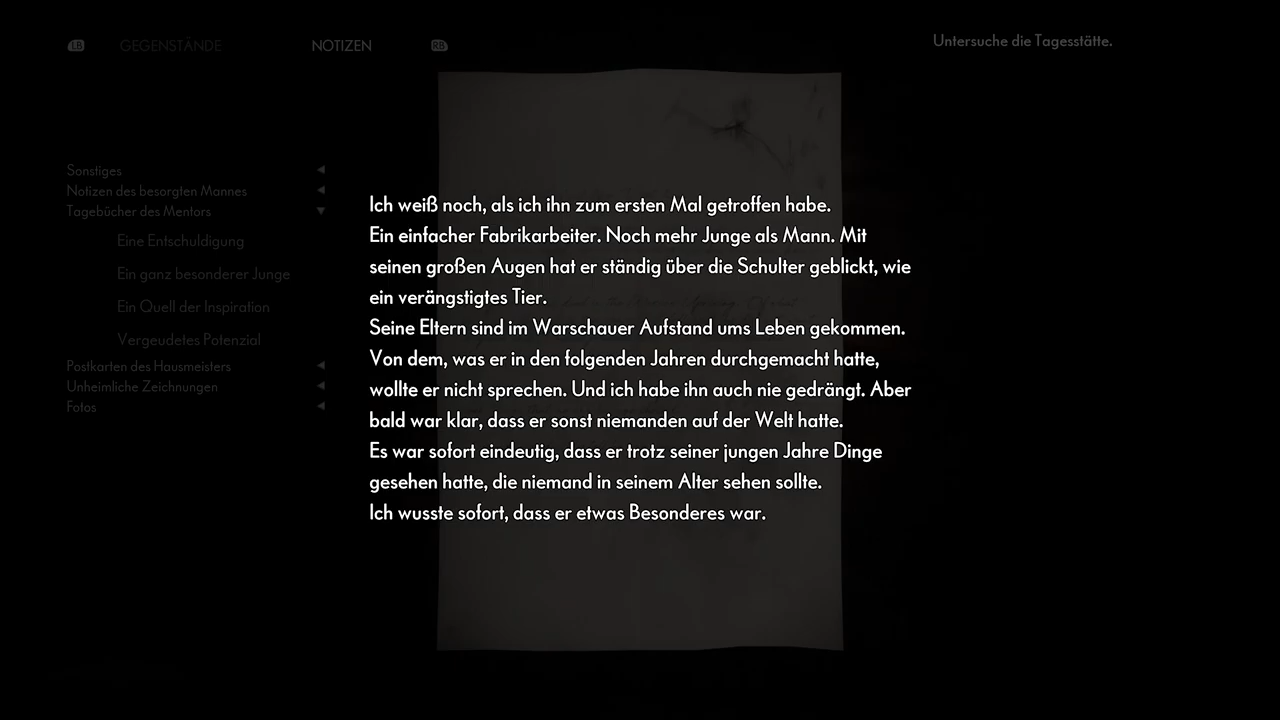 LB GEGENSTÄNDE NOTIZEN RB
Untersuche die Tagesstätte.
Sonstiges
Notizen des besorgten Mannes
Tagebücher des Mentors
Eine Entschuldigung
Ein ganz besonderer Junge
Ein Quell der Inspiration
Vergeudetes Potenzial
Postkarten des Hausmeisters
Unheimliche Zeichnungen
Fotos
Ich weiß noch, als ich ihn zum ersten Mal getroffen habe.
Ein einfacher Fabrikarbeiter. Noch mehr Junge als Mann. Mit
seinen großen Augen hat er ständig über die Schulter geblickt, wie
ein verängstigtes Tier.
Seine Eltern sind im Warschauer Aufstand ums Leben gekommen.
Von dem, was er in den folgenden Jahren durchgemacht hatte,
wollte er nicht sprechen. Und ich habe ihn auch nie gedrängt. Aber
bald war klar, dass er sonst niemanden auf der Welt hatte.
Es war sofort eindeutig, dass er trotz seiner jungen Jahre Dinge
gesehen hatte, die niemand in seinem Alter sehen sollte.
Ich wusste sofort, dass er etwas Besonderes war.